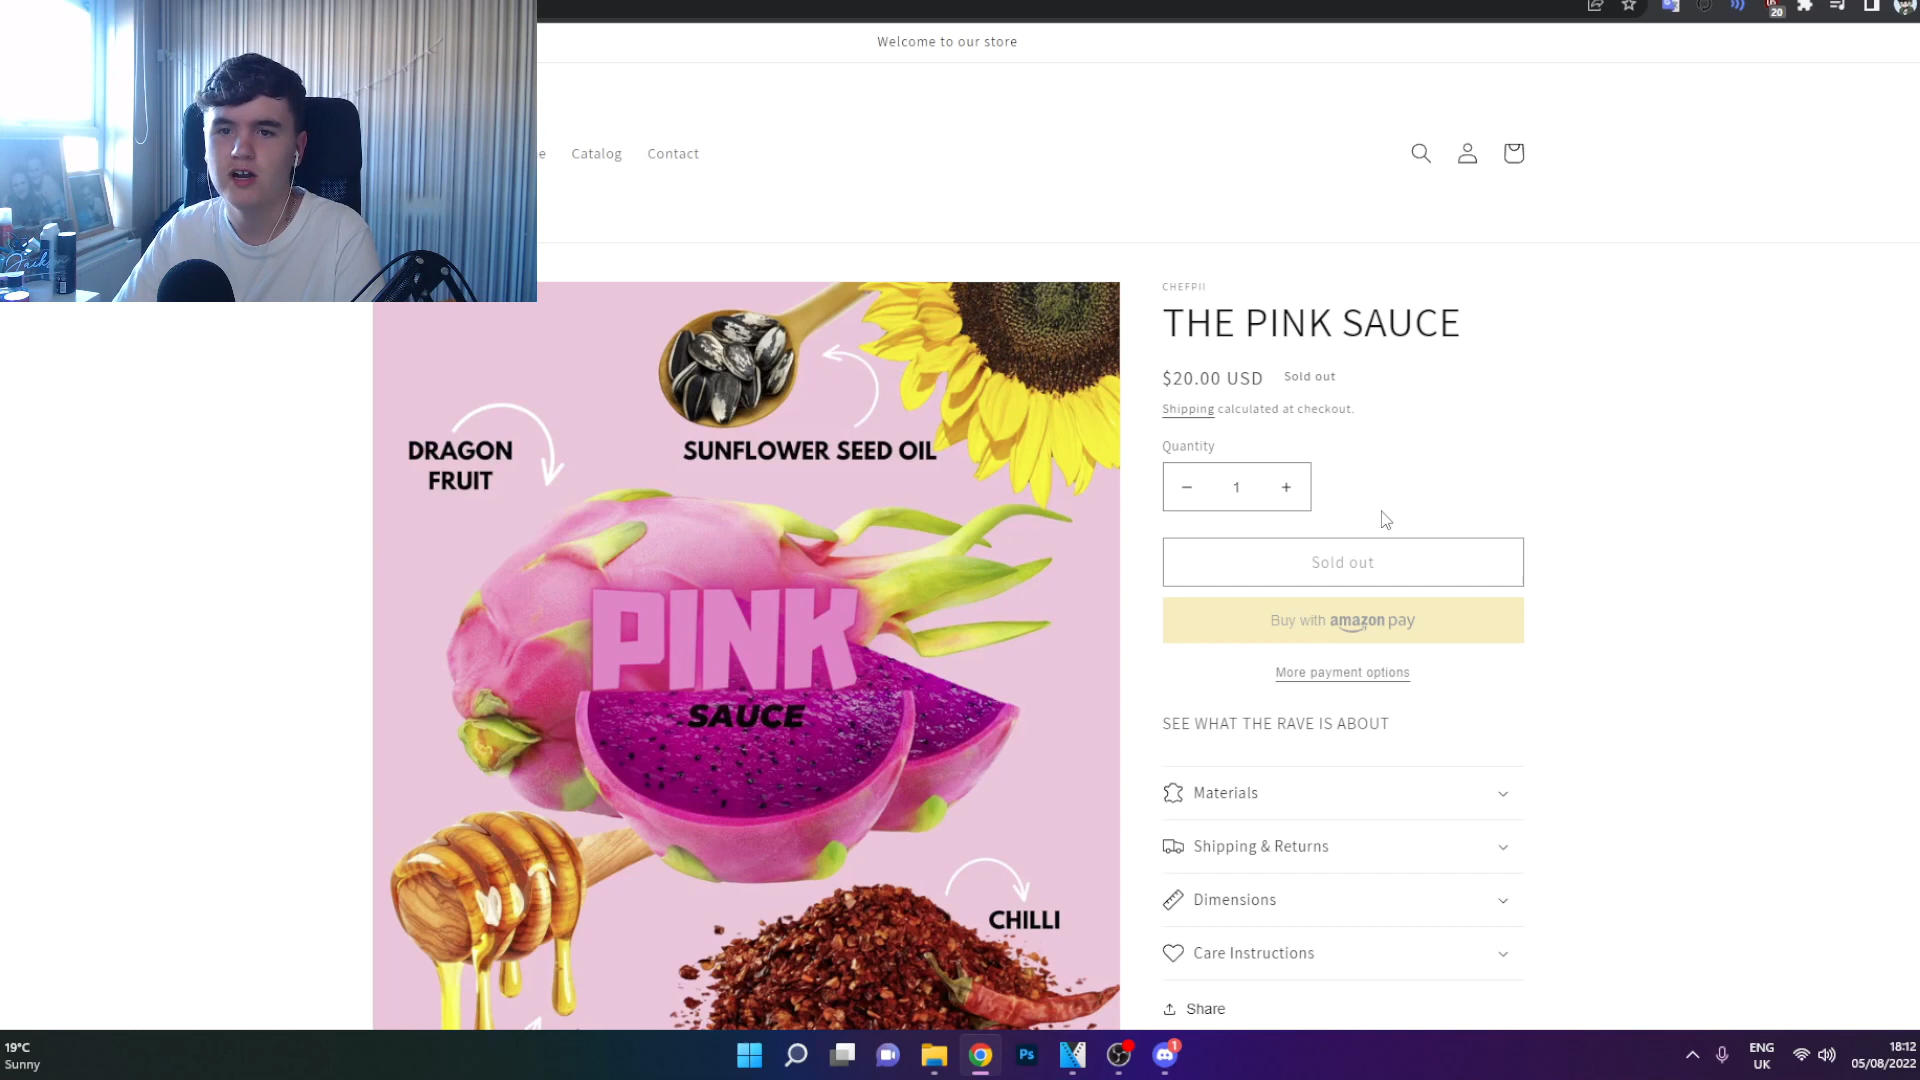 20
Welcome to our store
e Catalog Contact
CHEFPII
THE PINK SAUCE
$20.00 USD Sold out
Shipping calculated at checkout.
Quantity
− 1 +
Sold out
Buy with amazon pay
More payment options
SEE WHAT THE RAVE IS ABOUT
Materials
Shipping & Returns
Dimensions
Care Instructions
Share
DRAGON
FRUIT
SUNFLOWER SEED OIL
PINK
SAUCE
CHILLI
19°C
Sunny
Ps
1
ENG
UK
18:12
05/08/2022